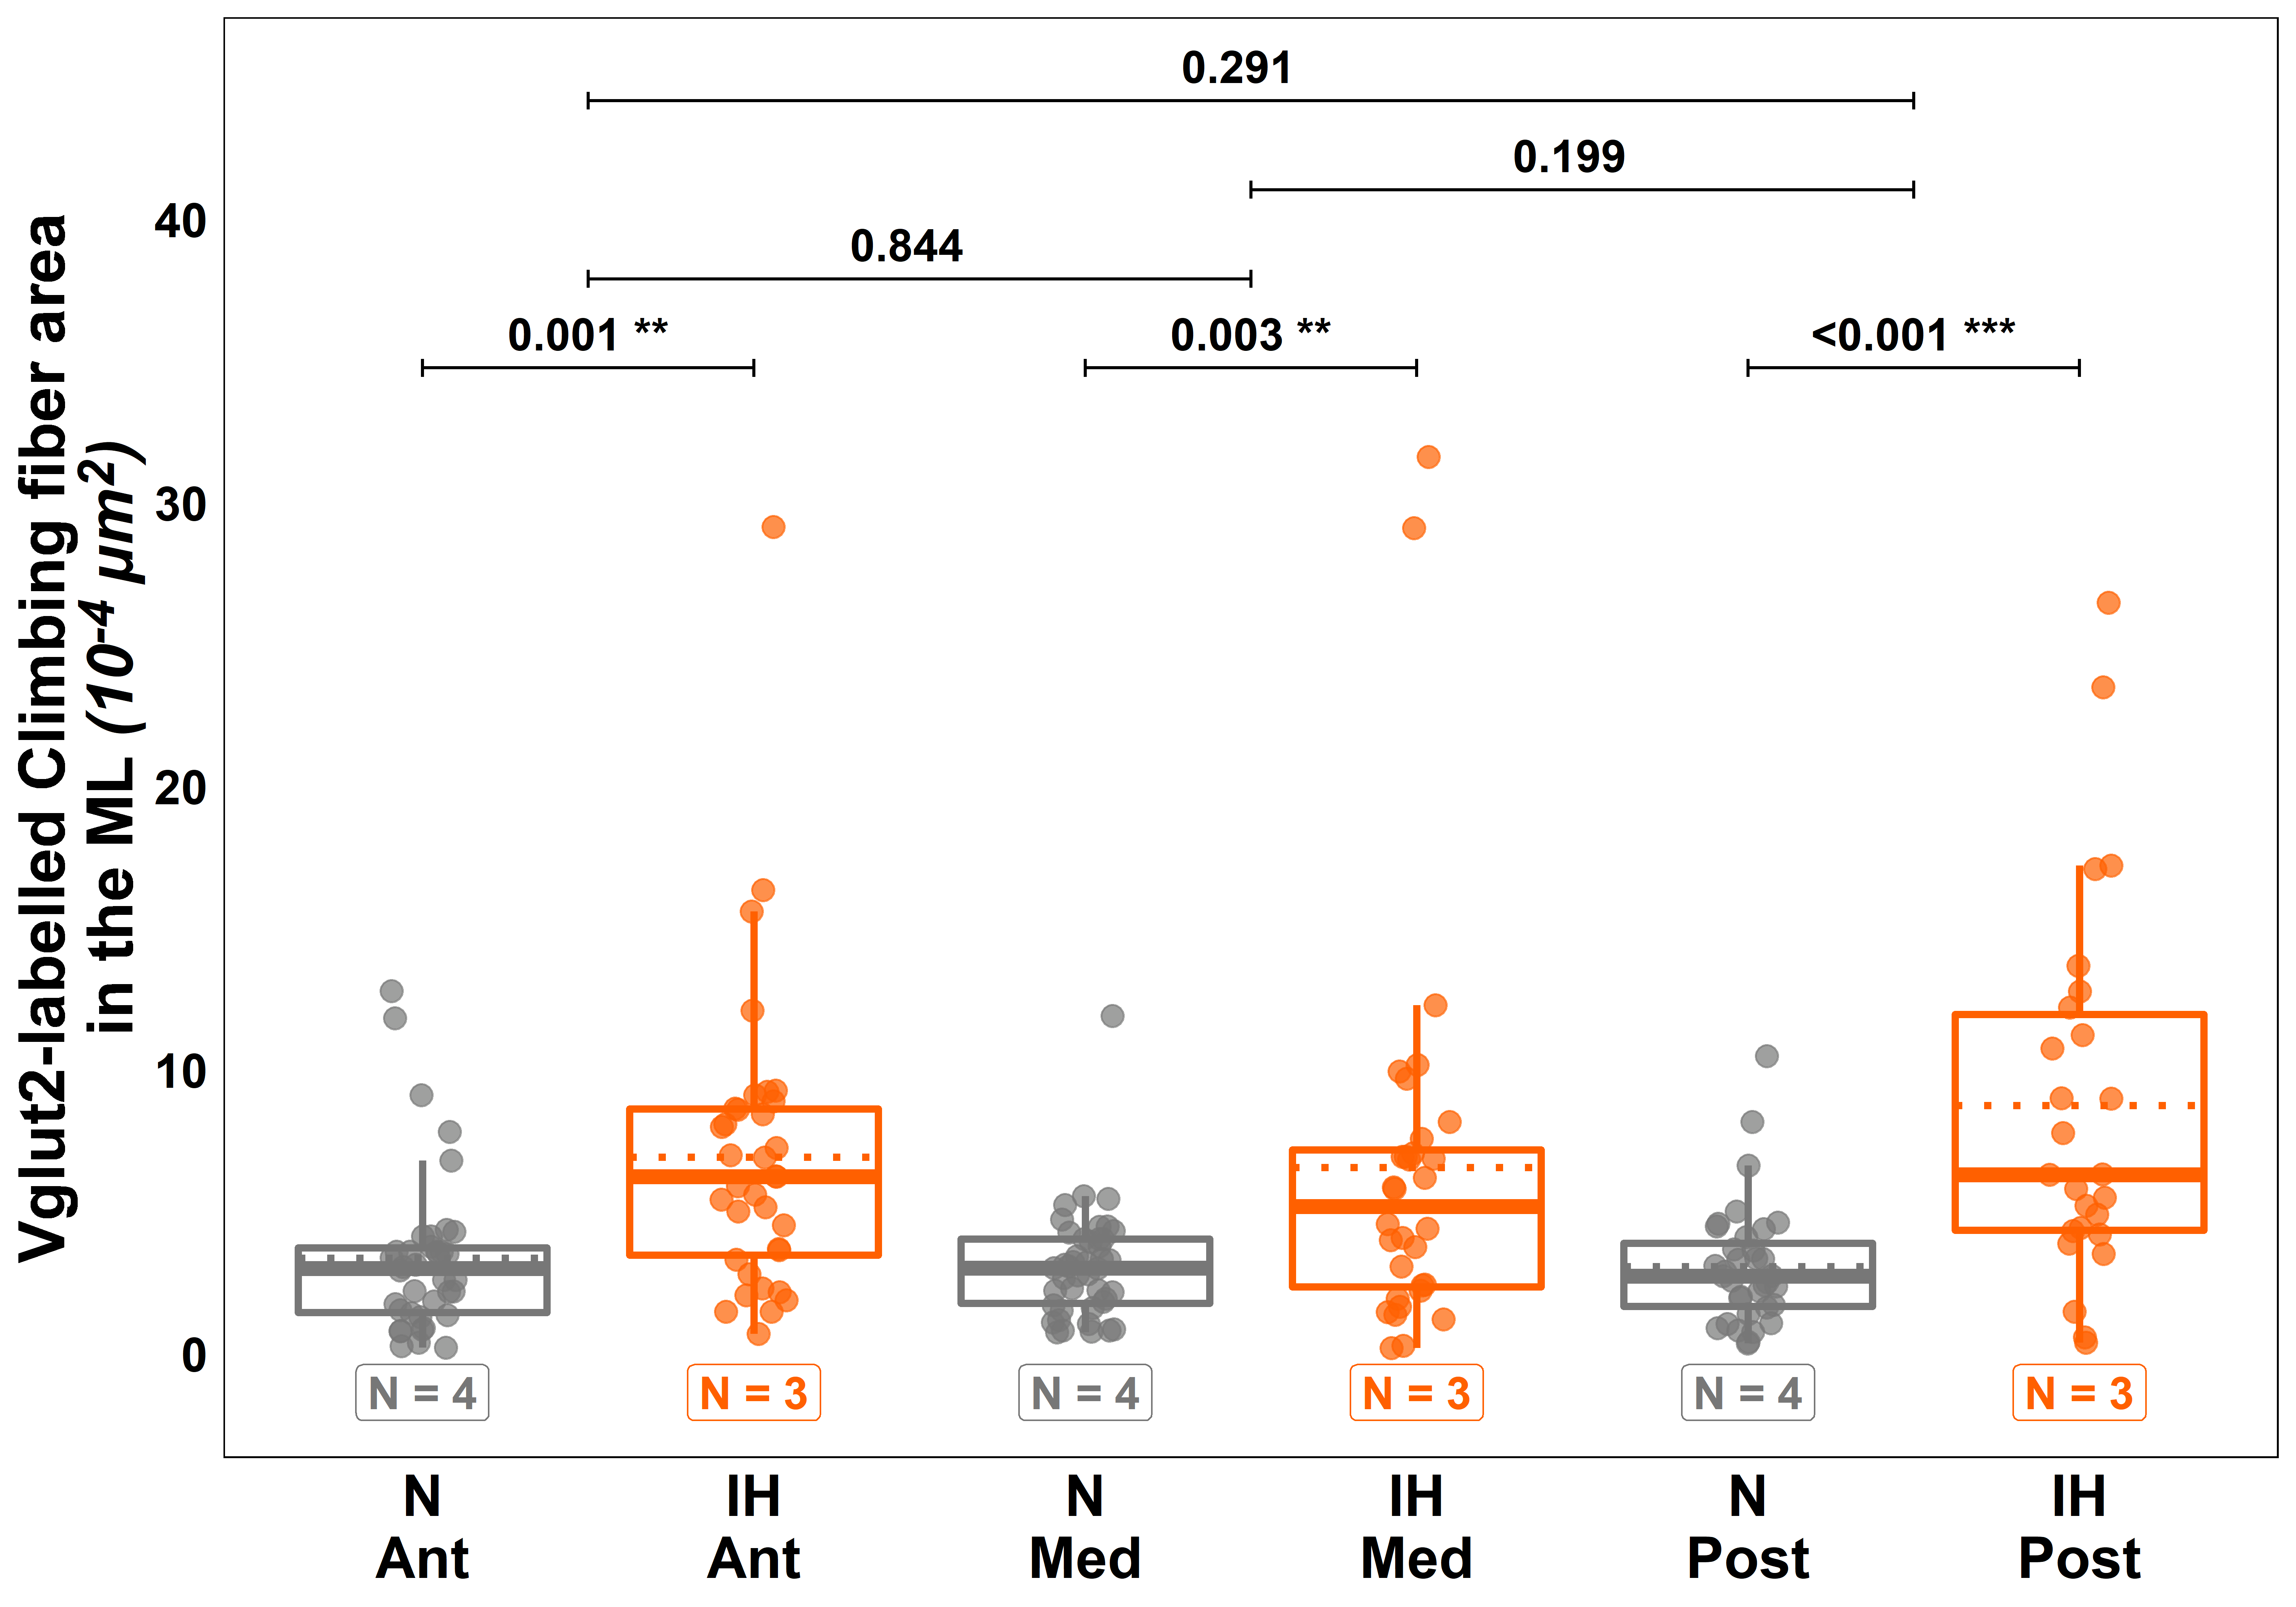 Vglut2-labelled Climbing fiber area
in the ML (10-4 µm2)
40
30
20
10
0
0.291
0.199
0.844
0.001 **
0.003 **
<0.001 ***
N = 4
N = 3
N = 4
N = 3
N = 4
N = 3
N
Ant
IH
Ant
N
Med
IH
Med
N
Post
IH
Post